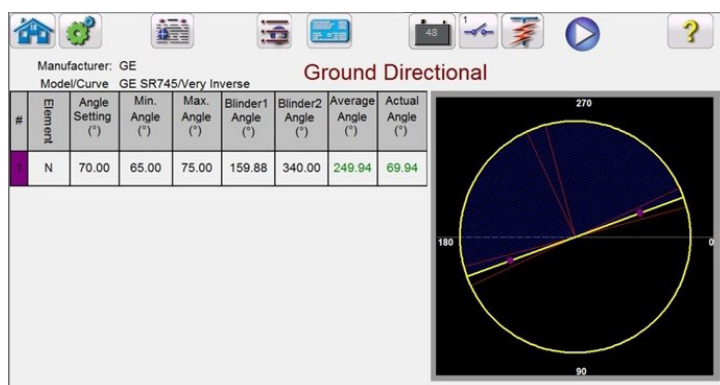 48
1
?
Manufacturer: GE
Model/Curve GE SR745/Very Inverse
Ground Directional
# Element Angle Setting (°) Min. Angle (°) Max. Angle (°) Blinder1 Angle (°) Blinder2 Angle (°) Average Angle (°) Actual Angle (°)
1 N 70.00 65.00 75.00 159.88 340.00 249.94 69.94
270
180
0
90